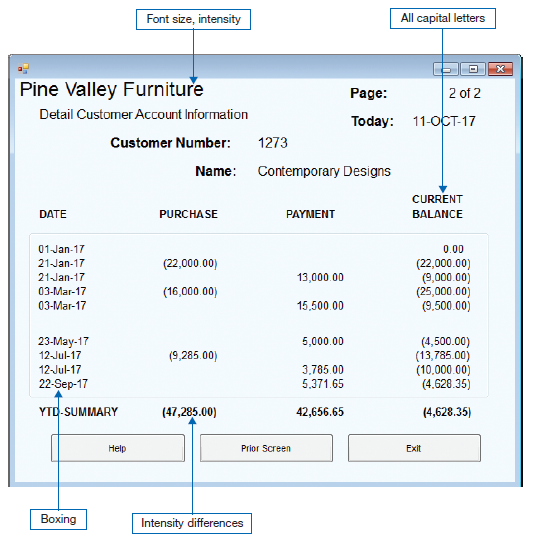 Font size, intensity
All capital letters
Pine Valley Furniture
Page: 2 of 2
Detail Customer Account Information
Today: 11-OCT-17
Customer Number: 1273
Name: Contemporary Designs
CURRENT
DATE PURCHASE PAYMENT BALANCE
01-Jan-17 0.00
21-Jan-17 (22,000.00) (22,000.00)
21-Jan-17 13,000.00 (9,000.00)
03-Mar-17 (16,000.00) (25,000.00)
03-Mar-17 15,500.00 (9,500.00)
23-May-17 5,000.00 (4,500.00)
12-Jul-17 (9,285.00) (13,785.00)
12-Jul-17 3,785.00 (10,000.00)
22-Sep-17 5,371.65 (4,628.35)
YTD-SUMMARY (47,285.00) 42,656.65 (4,628.35)
Help Prior Screen Exit
Boxing
Intensity differences